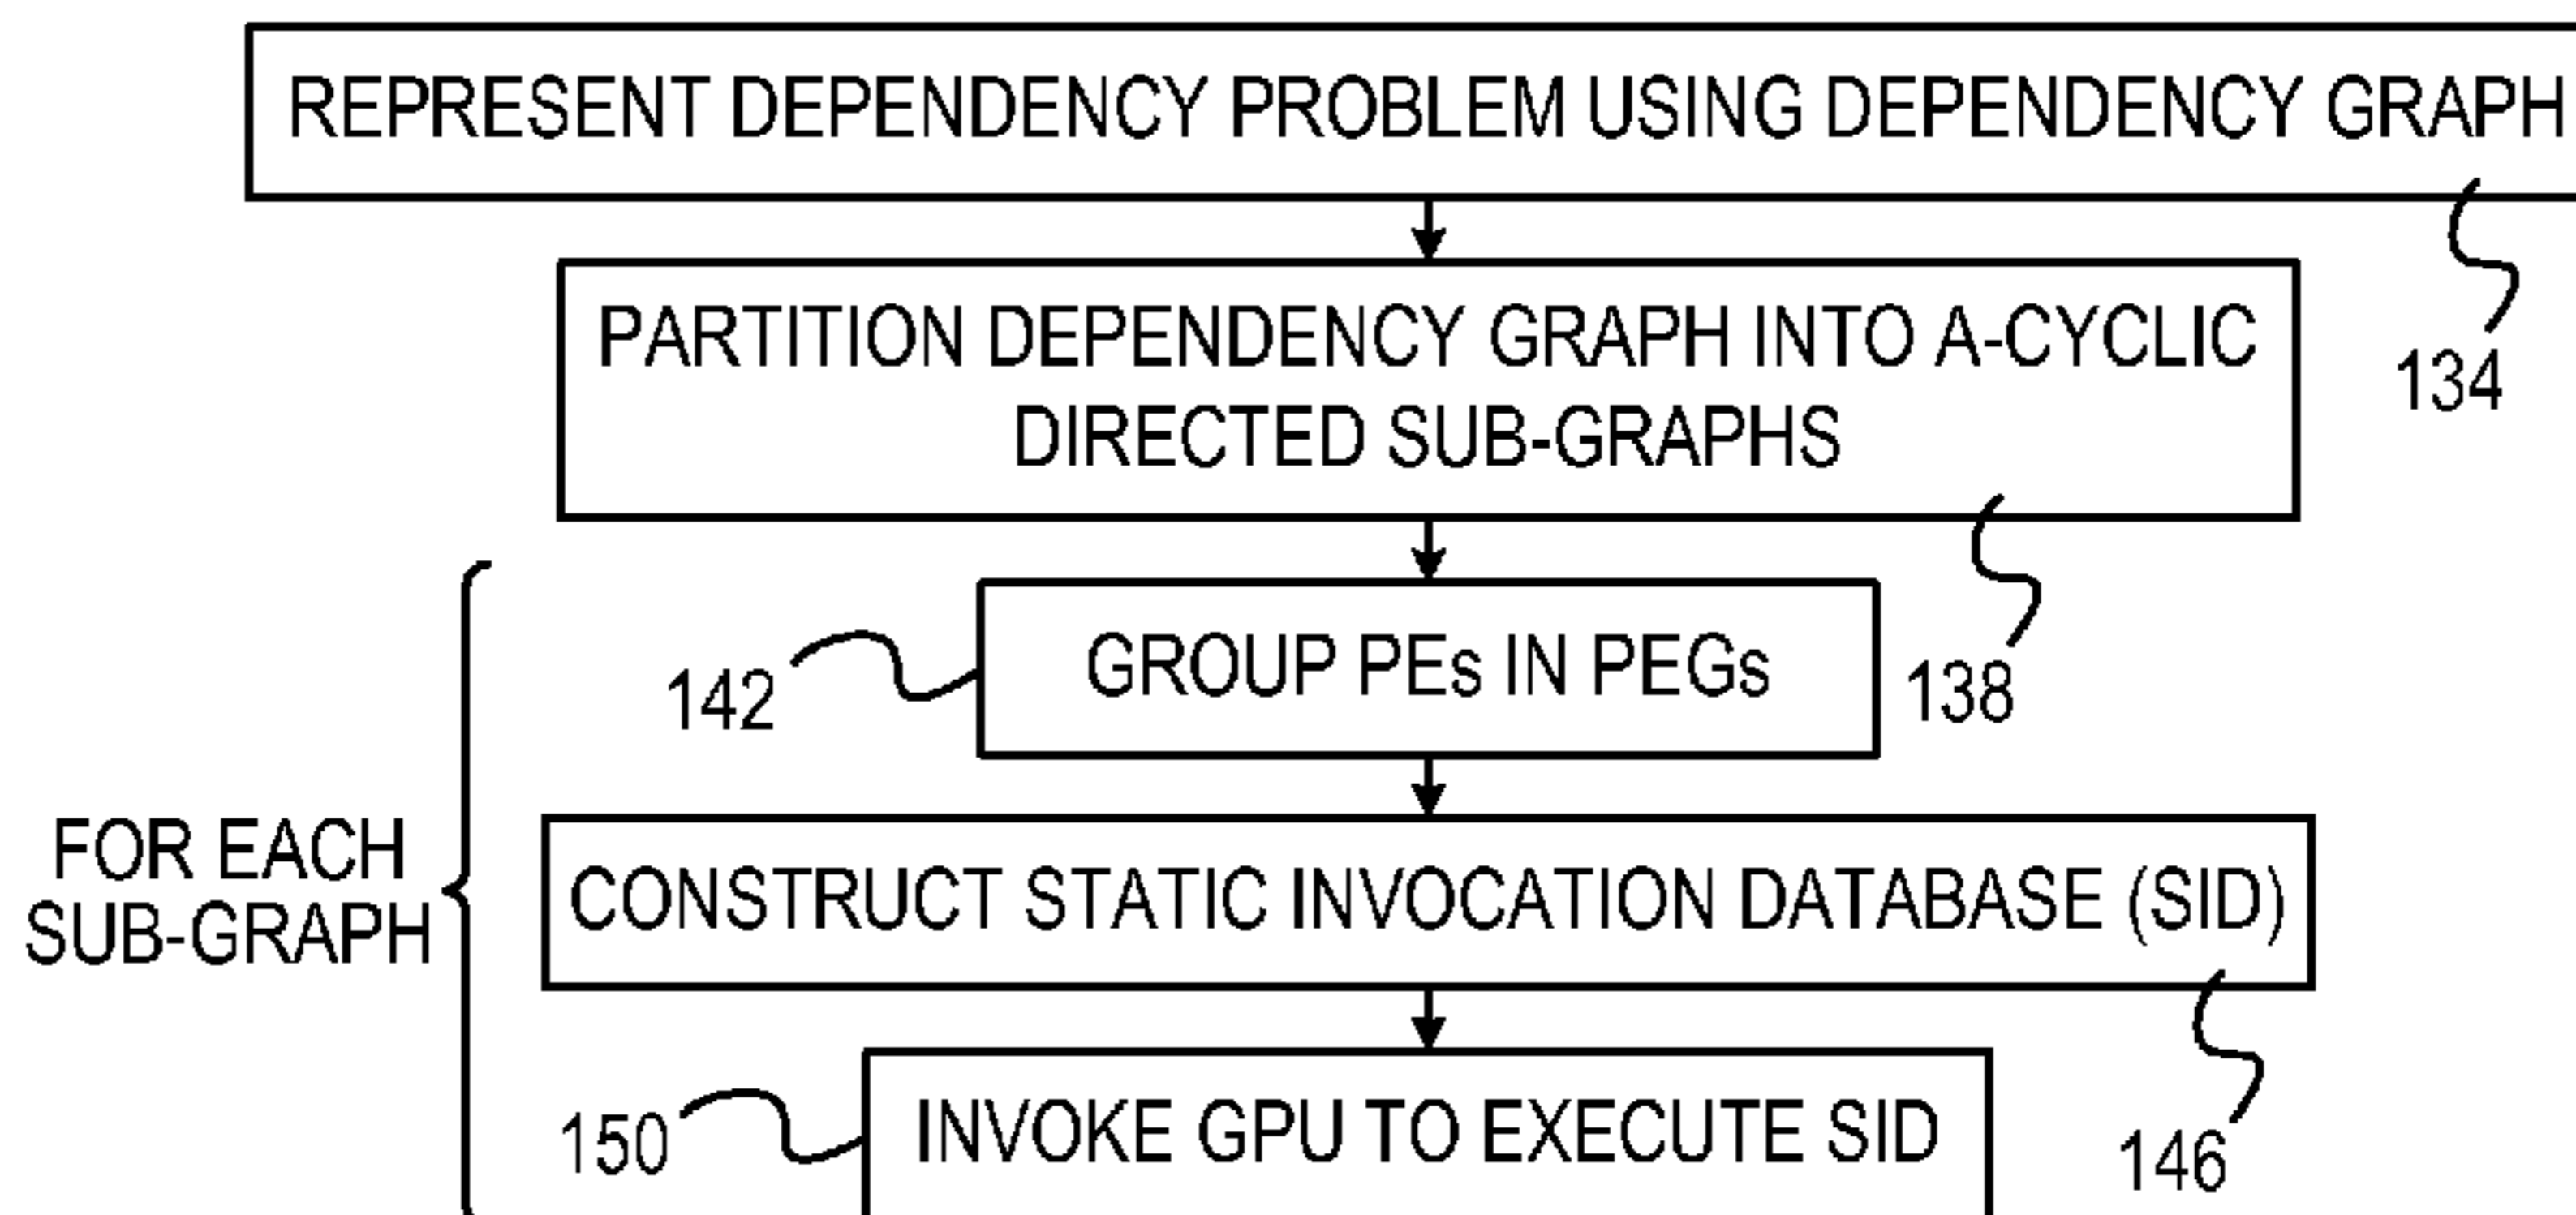 REPRESENT DEPENDENCY PROBLEM USING DEPENDENCY GRAPH
134
PARTITION DEPENDENCY GRAPH INTO A-CYCLIC
DIRECTED SUB-GRAPHS
138
GROUP PEs IN PEGs
142
FOR EACH
SUB-GRAPH
CONSTRUCT STATIC INVOCATION DATABASE (SID)
146
INVOKE GPU TO EXECUTE SID
150